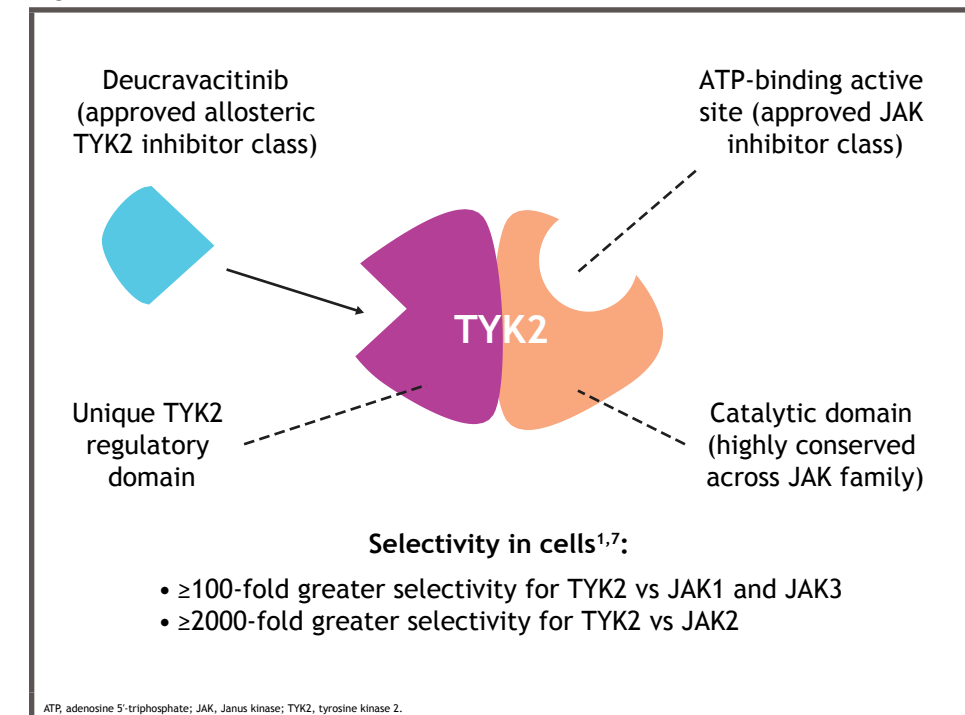 Deucravacitinib
(approved allosteric
TYK2 inhibitor class)
ATP-binding active
site (approved JAK
inhibitor class)
TYK2
Unique TYK2
regulatory
domain
Catalytic domain
(highly conserved
across JAK family)
Selectivity in cells1,7:
• ≥100-fold greater selectivity for TYK2 vs JAK1 and JAK3
• ≥2000-fold greater selectivity for TYK2 vs JAK2
ATP, adenosine 5′-triphosphate; JAK, Janus kinase; TYK2, tyrosine kinase 2.